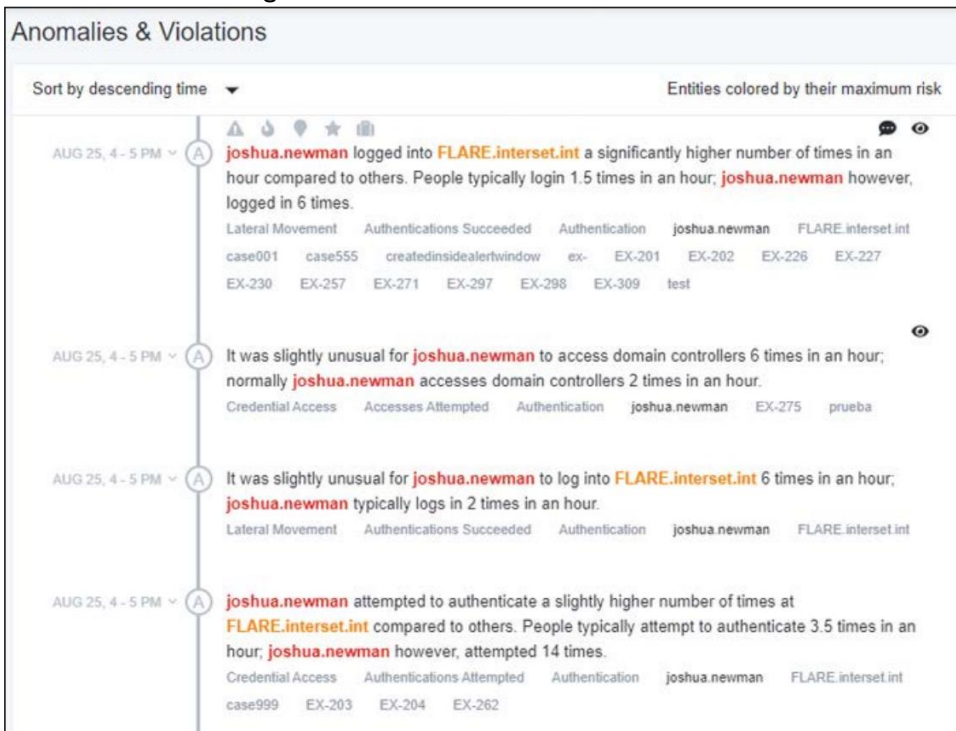 Anomalies & Violations
Sort by descending time Entities colored by their maximum risk
AUG 25, 4 - 5 PM A joshua.newman logged into FLARE.interset.int a significantly higher number of times in an
hour compared to others. People typically login 1.5 times in an hour; joshua.newman however,
logged in 6 times.
Lateral Movement Authentications Succeeded Authentication joshua.newman FLARE.interset.int
case001 case555 createdinsidealertwindow ex- EX-201 EX-202 EX-226 EX-227
EX-230 EX-257 EX-271 EX-297 EX-298 EX-309 test
AUG 25, 4 - 5 PM A It was slightly unusual for joshua.newman to access domain controllers 6 times in an hour;
normally joshua.newman accesses domain controllers 2 times in an hour.
Credential Access Accesses Attempted Authentication joshua.newman EX-275 prueba
AUG 25, 4 - 5 PM A It was slightly unusual for joshua.newman to log into FLARE.interset.int 6 times in an hour;
joshua.newman typically logs in 2 times in an hour.
Lateral Movement Authentications Succeeded Authentication joshua.newman FLARE.interset.int
AUG 25, 4 - 5 PM A joshua.newman attempted to authenticate a slightly higher number of times at
FLARE.interset.int compared to others. People typically attempt to authenticate 3.5 times in an
hour; joshua.newman however, attempted 14 times.
Credential Access Authentications Attempted Authentication joshua.newman FLARE.interset.int
case999 EX-203 EX-204 EX-262